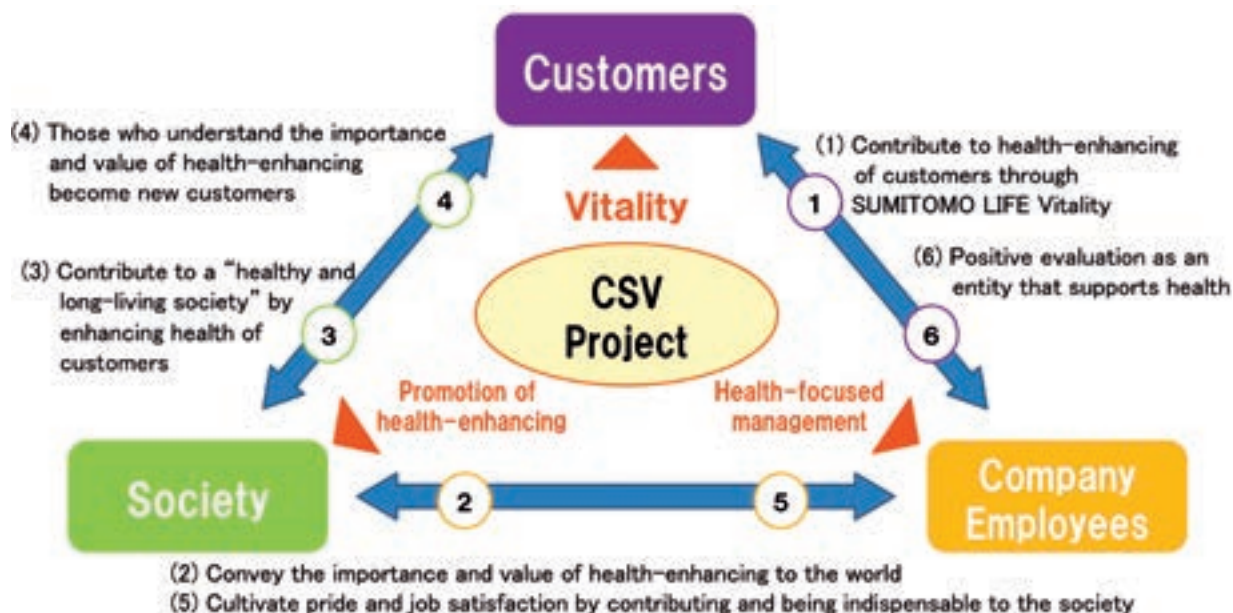 Customers
(4) Those who understand the importance
and value of health-enhancing
become new customers
(1) Contribute to health-enhancing
of customers through
SUMITOMO LIFE Vitality
4
1
Vitality
(3) Contribute to a "healthy and
long-living society" by
enhancing health of
customers
(6) Positive evaluation as an
entity that supports health
CSV
Project
3
6
Promotion of
health-enhancing
Health-focused
management
Society
2
5
Company
Employees
(2) Convey the importance and value of health-enhancing to the world
(5) Cultivate pride and job satisfaction by contributing and being indispensable to the society